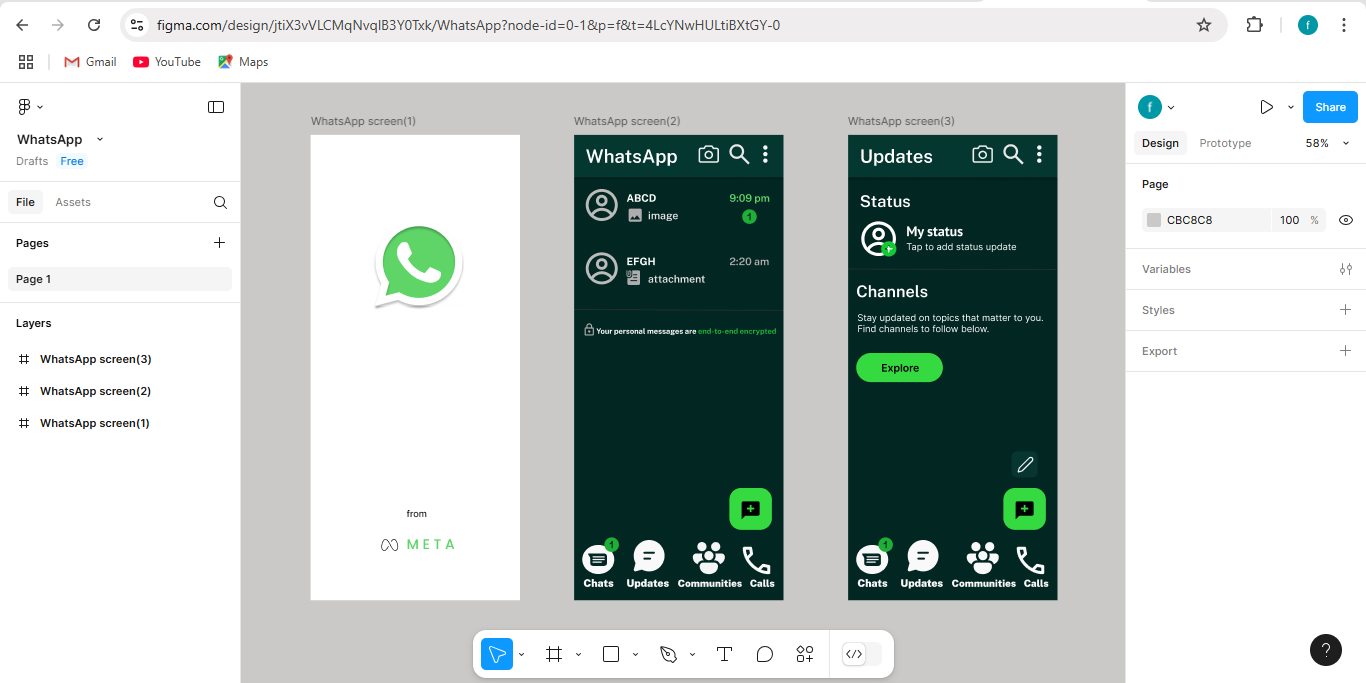 figma.com/design/jtiX3vVLCMqNvqIB3Y0Txk/WhatsApp?node-id=0-1&p=f&t=4LcYNwHULtiBXtGY-0
f
Gmail
YouTube
Maps
WhatsApp
Drafts Free
File Assets
Pages
Page 1
Layers
WhatsApp screen(3)
WhatsApp screen(2)
WhatsApp screen(1)
WhatsApp screen(1)
from
META
WhatsApp screen(2)
WhatsApp
ABCD 9:09 pm
image 1
EFGH 2:20 am
attachment
Your personal messages are end-to-end encrypted
1
Chats Updates Communities Calls
WhatsApp screen(3)
Updates
Status
My status
Tap to add status update
Channels
Stay updated on topics that matter to you.
Find channels to follow below.
Explore
1
Chats Updates Communities Calls
f
Share
Design Prototype 58%
Page
CBC8C8 100 %
Variables
Styles
Export
?